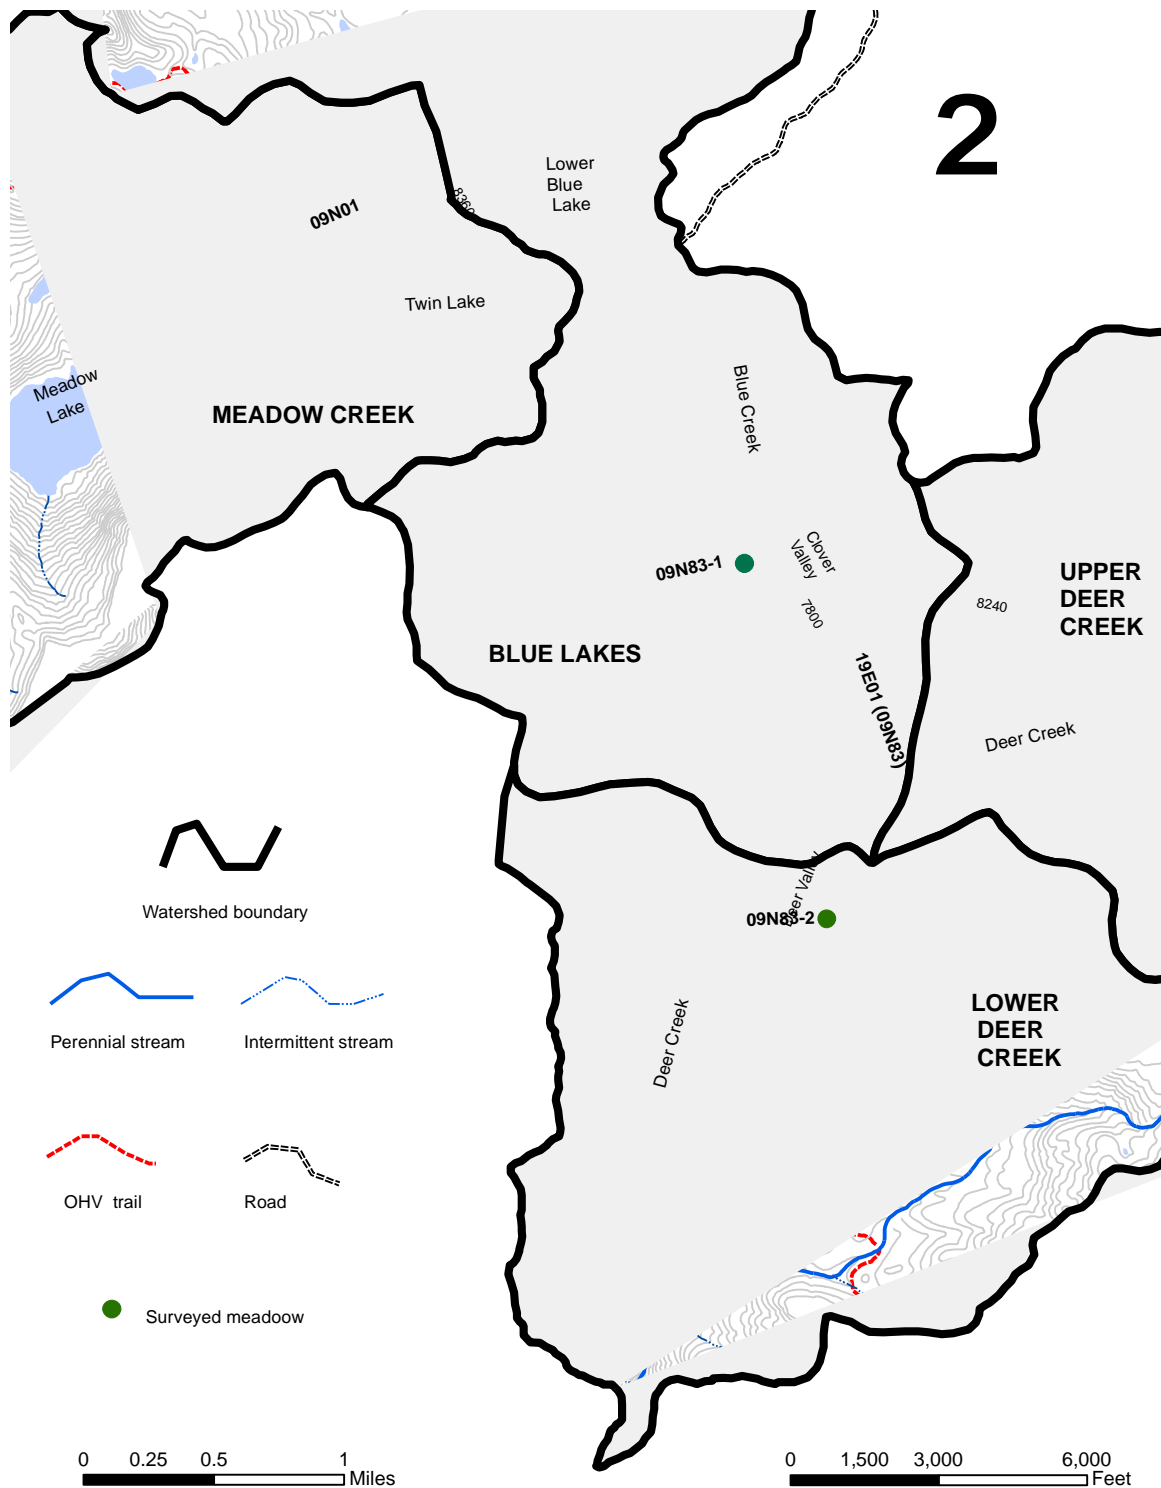 2
Lower
Blue
Lake
8360
09N01
Twin Lake
Meadow
Lake
MEADOW CREEK
Blue Creek
Clover
Valley
09N83-1
7800
8240
UPPER
DEER
CREEK
BLUE LAKES
19E01 (09N83)
Deer Creek
Deer Valley
09N83-2
Watershed boundary
LOWER
DEER
CREEK
Deer Creek
Perennial stream
Intermittent stream
OHV trail
Road
Surveyed meadoow
0 0.25 0.5 1
Miles
0 1,500 3,000 6,000
Feet